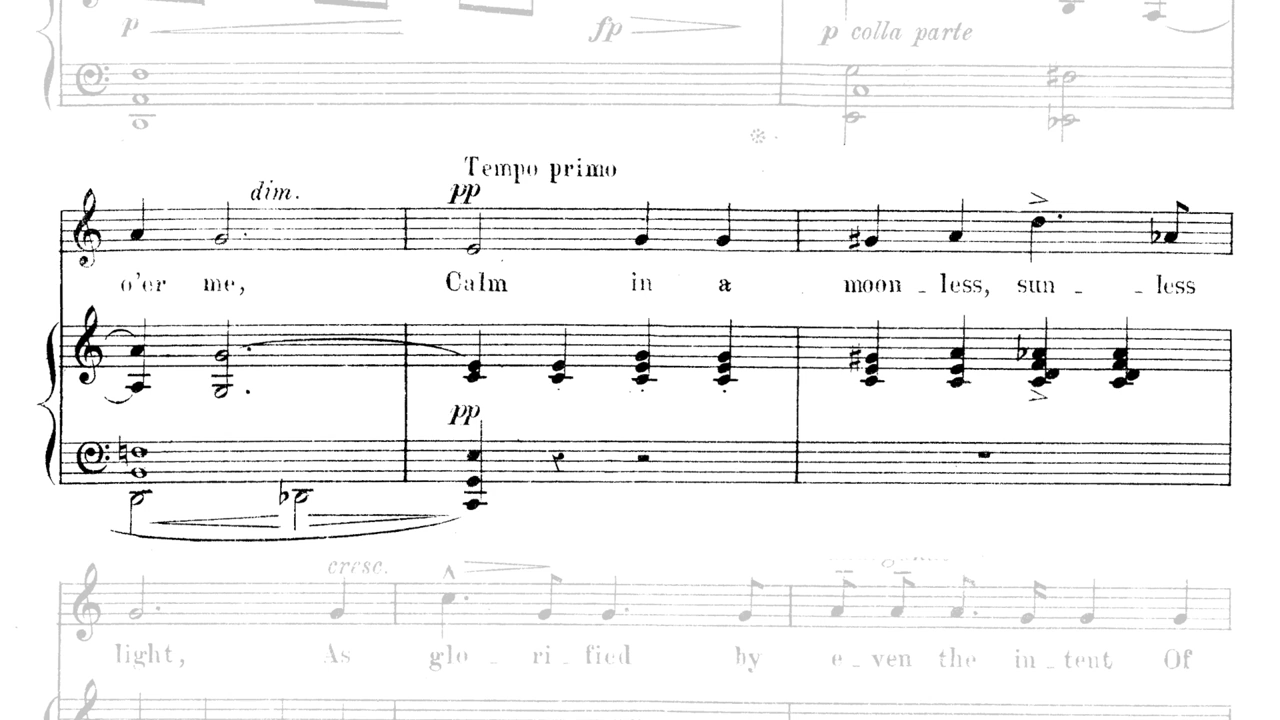 p fp p colla parte
Tempo primo
dim. pp
o'er me, Calm in a moon - less, sun - - less
pp
cresc.
light, As glo - ri - fied by e - ven the in - tent Of